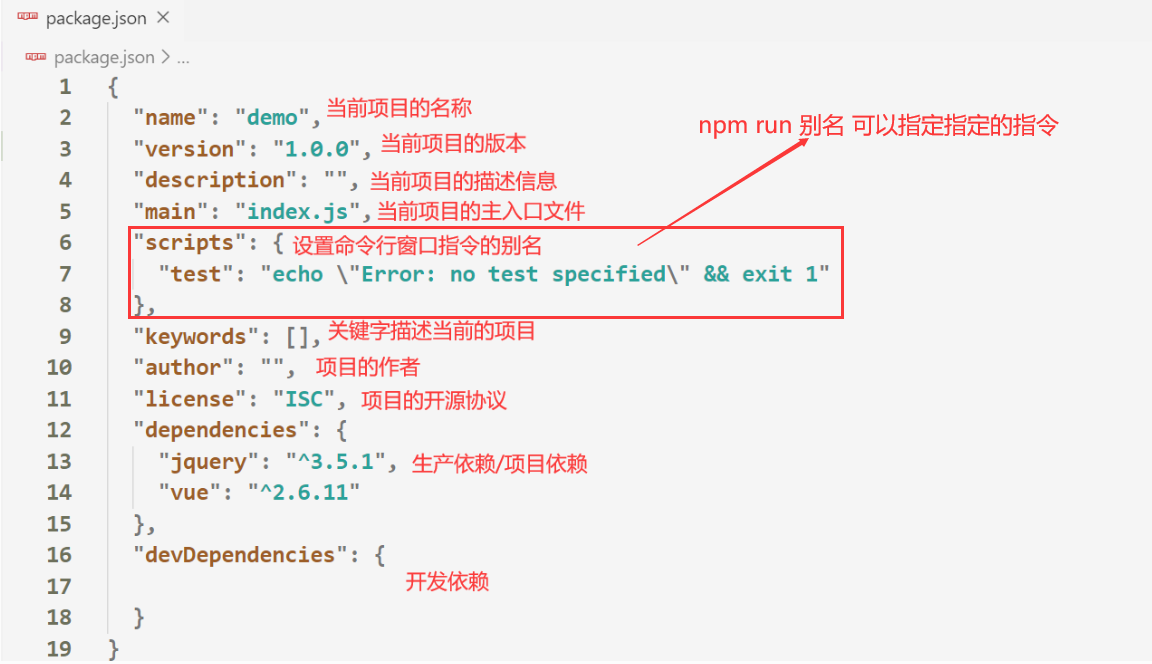 package.json ×
package.json > ...
1 {
2 "name": "demo", 当前项目的名称
npm run 别名 可以指定指定的指令
3 "version": "1.0.0", 当前项目的版本
4 "description": "", 当前项目的描述信息
5 "main": "index.js", 当前项目的主入口文件
6 "scripts": { 设置命令行窗口指令的别名
7 "test": "echo \"Error: no test specified\" && exit 1"
8 },
9 "keywords": [], 关键字描述当前的项目
10 "author": "", 项目的作者
11 "license": "ISC", 项目的开源协议
12 "dependencies": {
13 "jquery": "^3.5.1", 生产依赖/项目依赖
14 "vue": "^2.6.11"
15 },
16 "devDependencies": {
17 开发依赖
18 }
19 }